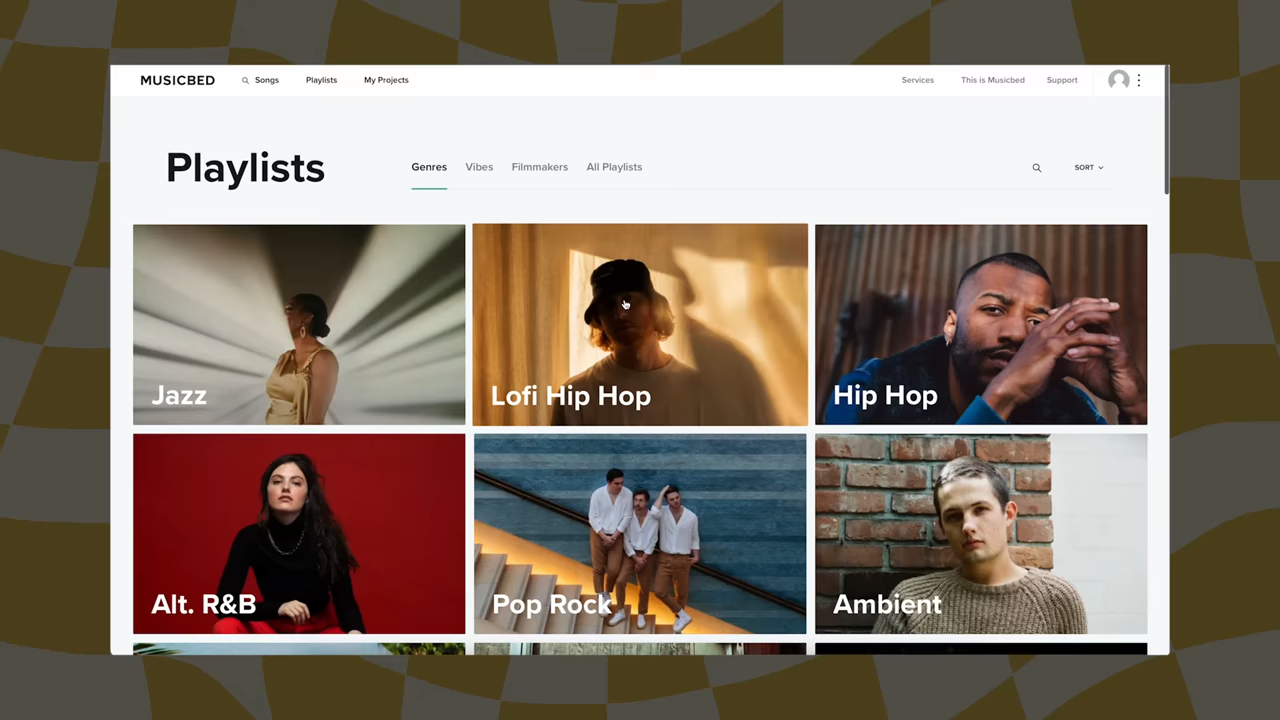 MUSICBED
Songs
Playlists
My Projects
Services
This is Musicbed
Support
Playlists
Genres
Vibes
Filmmakers
All Playlists
SORT
Jazz
Lofi Hip Hop
Hip Hop
Alt. R&B
Pop Rock
Ambient